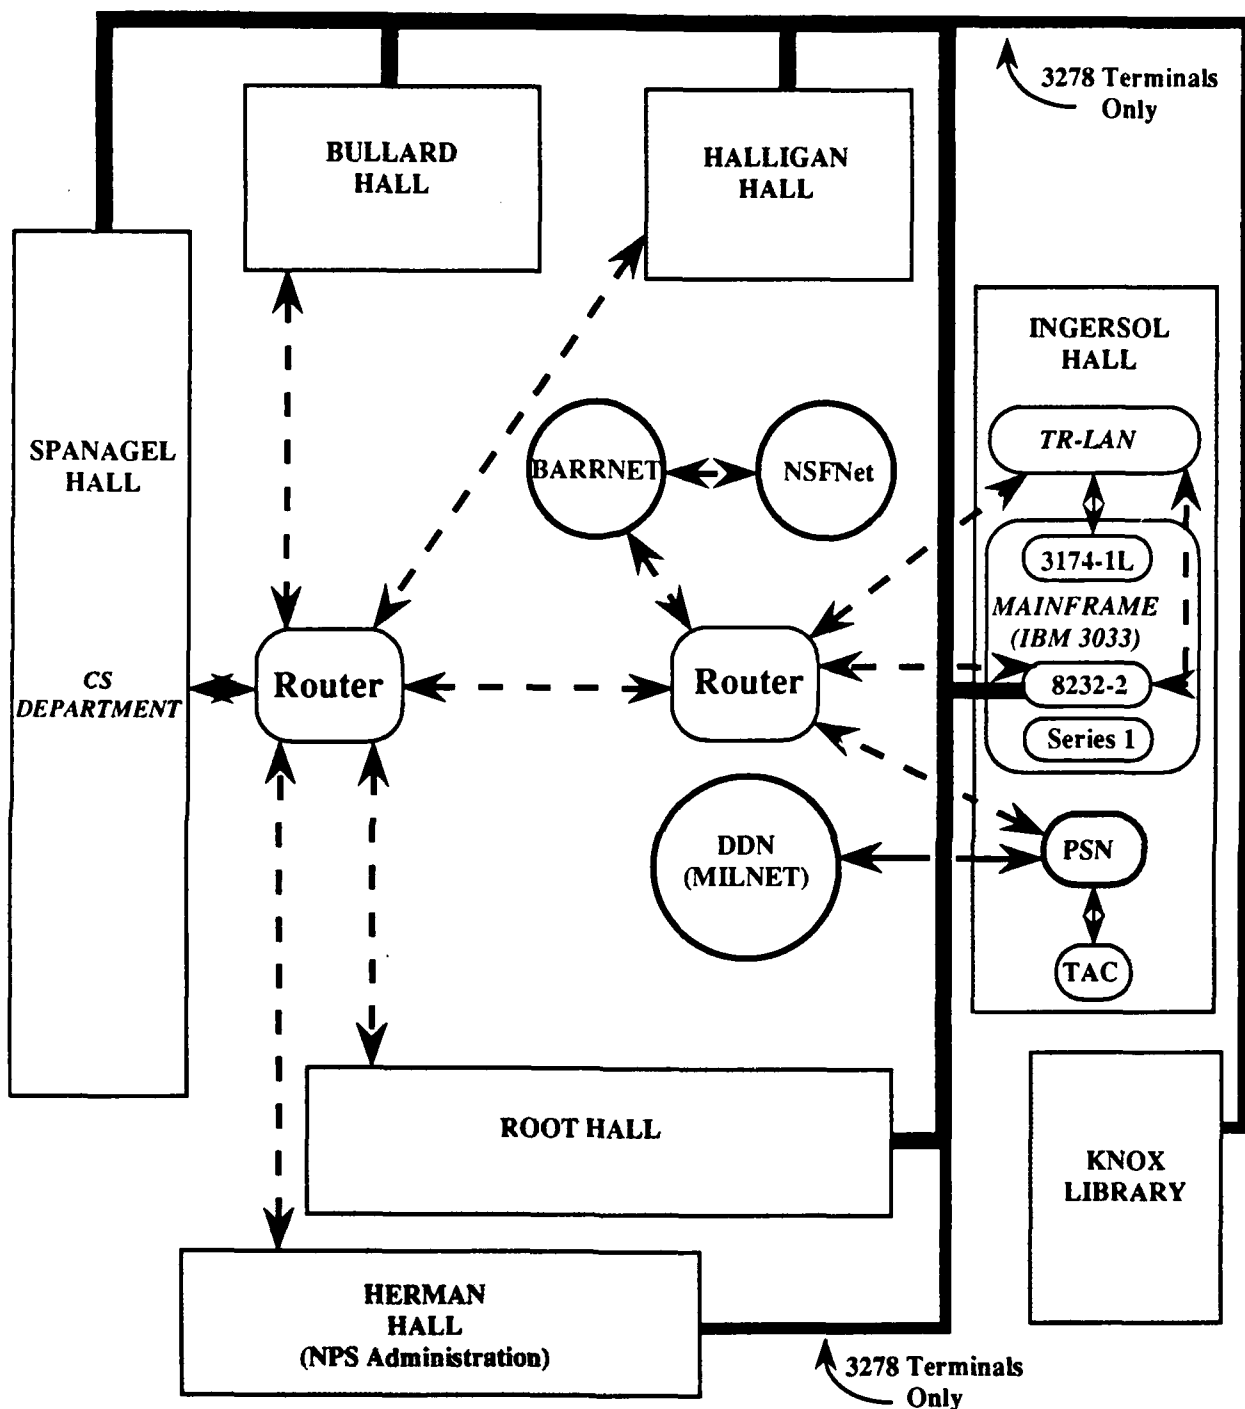 3278 Terminals
Only
BULLARD
HALL
HALLIGAN
HALL
INGERSOL
HALL
SPANAGEL
HALL
TR-LAN
BARRNET
NSFNet
3174-1L
MAINFRAME
(IBM 3033)
CS
DEPARTMENT
Router
Router
8232-2
Series 1
DDN
(MILNET)
PSN
TAC
ROOT HALL
KNOX
LIBRARY
HERMAN
HALL
(NPS Administration)
3278 Terminals
Only